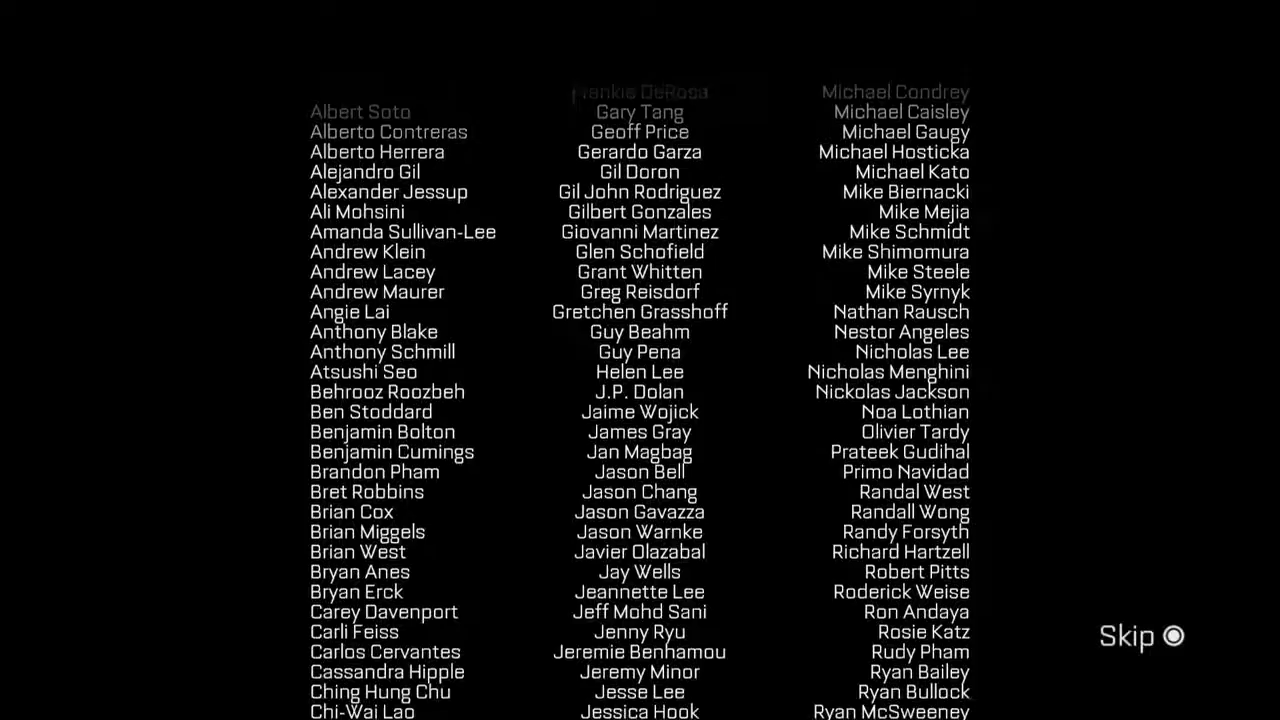 Frankie DeRosa Michael Condrey
Albert Soto Gary Tang Michael Caisley
Alberto Contreras Geoff Price Michael Gaugy
Alberto Herrera Gerardo Garza Michael Hosticka
Alejandro Gil Gil Doron Michael Kato
Alexander Jessup Gil John Rodriguez Mike Biernacki
Ali Mohsini Gilbert Gonzales Mike Mejia
Amanda Sullivan-Lee Giovanni Martinez Mike Schmidt
Andrew Klein Glen Schofield Mike Shimomura
Andrew Lacey Grant Whitten Mike Steele
Andrew Maurer Greg Reisdorf Mike Syrnyk
Angie Lai Gretchen Grasshoff Nathan Rausch
Anthony Blake Guy Beahm Nestor Angeles
Anthony Schmill Guy Pena Nicholas Lee
Atsushi Seo Helen Lee Nicholas Menghini
Behrooz Roozbeh J.P. Dolan Nickolas Jackson
Ben Stoddard Jaime Wojick Noa Lothian
Benjamin Bolton James Gray Olivier Tardy
Benjamin Cumings Jan Magbag Prateek Gudihal
Brandon Pham Jason Bell Primo Navidad
Bret Robbins Jason Chang Randal West
Brian Cox Jason Gavazza Randall Wong
Brian Miggels Jason Warnke Randy Forsyth
Brian West Javier Olazabal Richard Hartzell
Bryan Anes Jay Wells Robert Pitts
Bryan Erck Jeannette Lee Roderick Weise
Carey Davenport Jeff Mohd Sani Ron Andaya
Carli Feiss Jenny Ryu Rosie Katz
Skip
Carlos Cervantes Jeremie Benhamou Rudy Pham
Cassandra Hipple Jeremy Minor Ryan Bailey
Ching Hung Chu Jesse Lee Ryan Bullock
Chi-Wai Lao Jessica Hook Ryan McSweeney